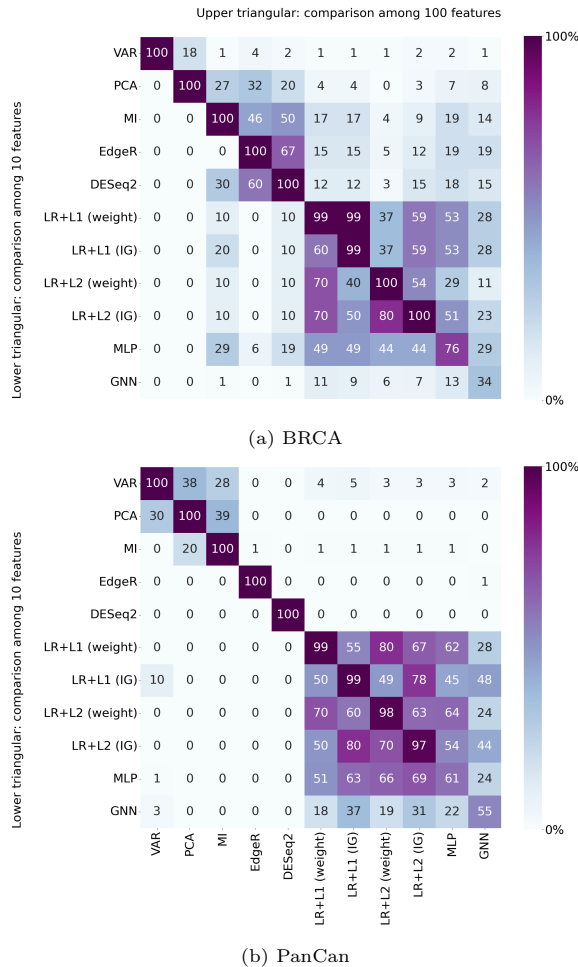 Upper triangular: comparison among 100 features
Lower triangular: comparison among 10 features
VAR 100 18 1 4 2 1 1 1 2 2 1
PCA 0 100 27 32 20 4 4 0 3 7 8
MI 0 0 100 46 50 17 17 4 9 19 14
EdgeR 0 0 0 100 67 15 15 5 12 19 19
DESeq2 0 0 30 60 100 12 12 3 15 18 15
LR+L1 (weight) 0 0 10 0 10 99 99 37 59 53 28
LR+L1 (IG) 0 0 20 0 10 60 99 37 59 53 28
LR+L2 (weight) 0 0 10 0 10 70 40 100 54 29 11
LR+L2 (IG) 0 0 10 0 10 70 50 80 100 51 23
MLP 0 0 29 6 19 49 49 44 44 76 29
GNN 0 0 1 0 1 11 9 6 7 13 34
100%
0%
(a) BRCA
Lower triangular: comparison among 10 features
VAR 100 38 28 0 0 4 5 3 3 3 2
PCA 30 100 39 0 0 0 0 0 0 0 0
MI 0 20 100 1 0 1 1 1 1 1 0
EdgeR 0 0 0 100 0 0 0 0 0 0 1
DESeq2 0 0 0 0 100 0 0 0 0 0 0
LR+L1 (weight) 0 0 0 0 0 99 55 80 67 62 28
LR+L1 (IG) 10 0 0 0 0 50 99 49 78 45 48
LR+L2 (weight) 0 0 0 0 0 70 60 98 63 64 24
LR+L2 (IG) 0 0 0 0 0 50 80 70 97 54 44
MLP 1 0 0 0 0 51 63 66 69 61 24
GNN 3 0 0 0 0 18 37 19 31 22 55
100%
0%
VAR
PCA
MI
EdgeR
DESeq2
LR+L1 (weight)
LR+L1 (IG)
LR+L2 (weight)
LR+L2 (IG)
MLP
GNN
(b) PanCan